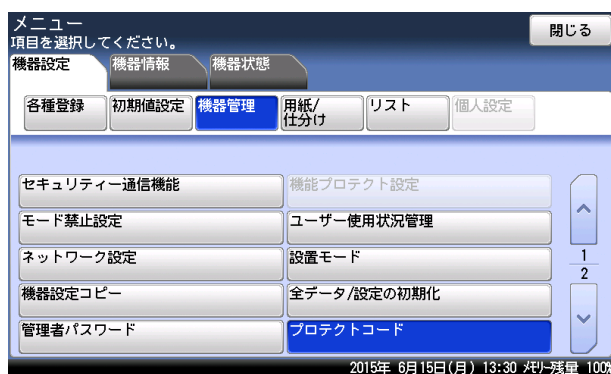 メニュー
項目を選択してください。
閉じる
機器設定
機器情報
機器状態
各種登録
初期値設定
機器管理
用紙/
仕分け
リスト
個人設定
セキュリティー通信機能
機能プロテクト設定
モード禁止設定
ユーザー使用状況管理
ネットワーク設定
設置モード
機器設定コピー
全データ/設定の初期化
管理者パスワード
プロテクトコード
1
2
2015年 6月15日(月) 13:30 メモリー残量 100%